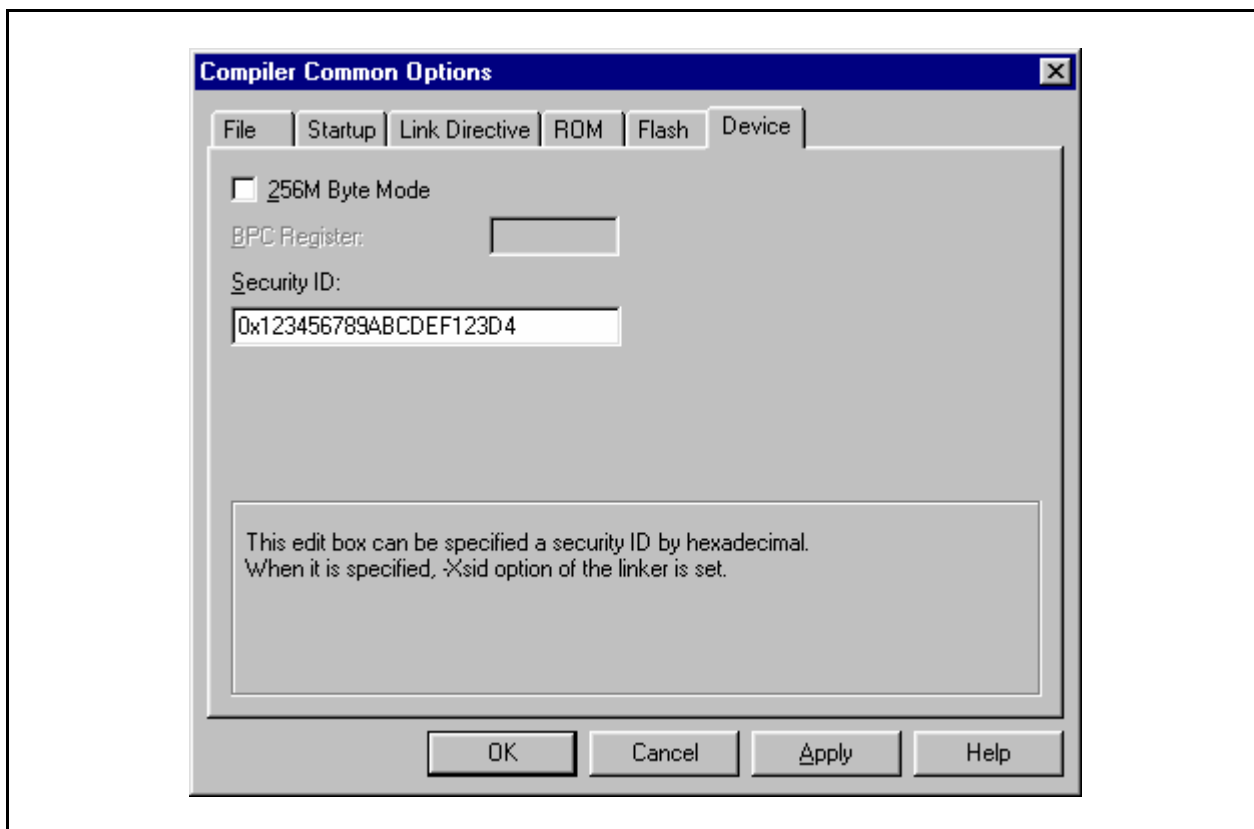 Compiler Common Options
File Startup Link Directive ROM Flash Device
256M Byte Mode
BPC Register:
Security ID:
0x123456789ABCDEF123D4
This edit box can be specified a security ID by hexadecimal.
When it is specified, -Xsid option of the linker is set.
OK Cancel Apply Help